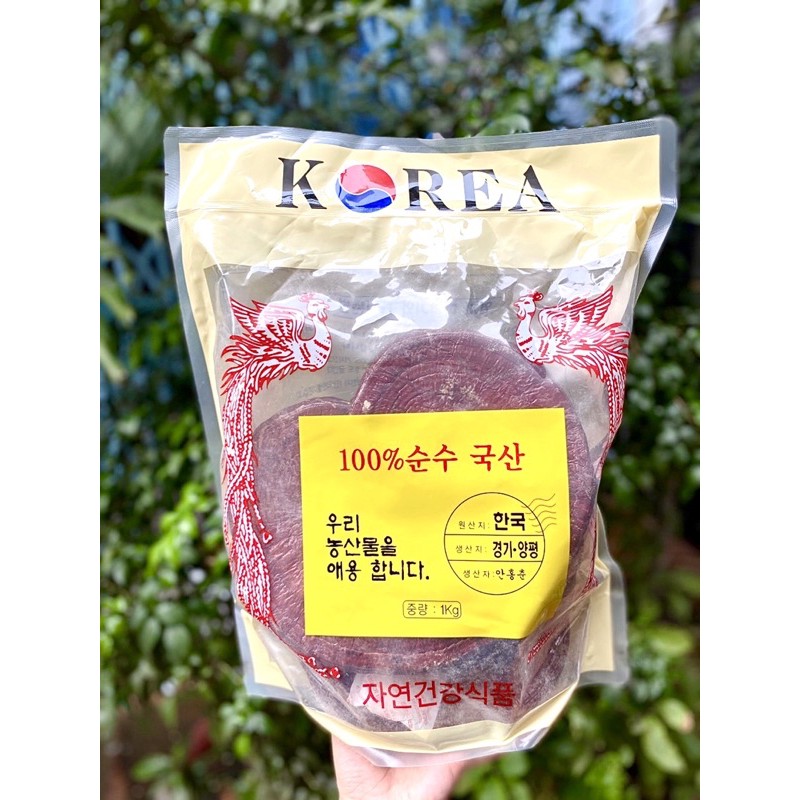 KOREA
100%순수 국산
우리
농산물을
애용 합니다.
원산지: 한국
생산지: 경기·양평
생산자: 안홍춘
중량 : 1Kg
자연건강식품